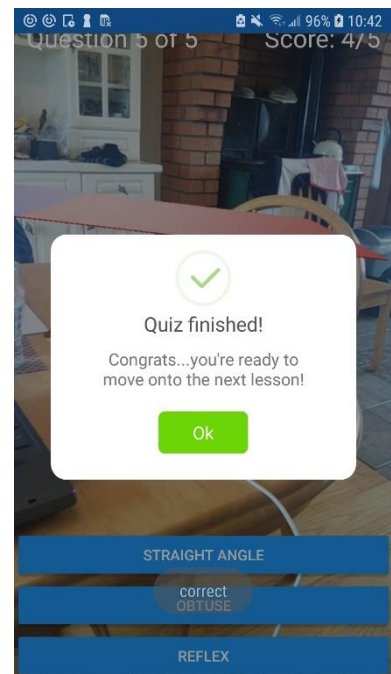 96% 10:42
Question 5 of 5 Score: 4/5
Quiz finished!
Congrats...you're ready to
move onto the next lesson!
Ok
STRAIGHT ANGLE
correct
OBTUSE
REFLEX